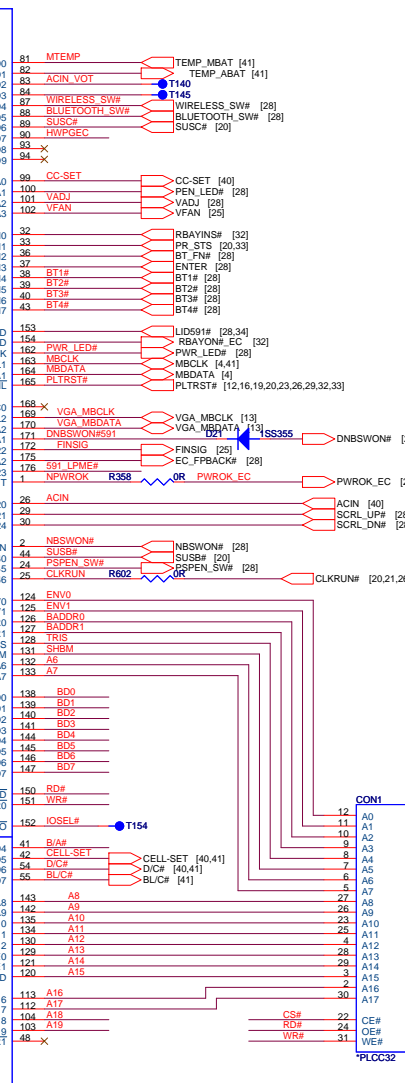 81 MTEMP TEMP_MBAT [41]
82 TEMP_ABAT [41]
83 ACIN_VOT T140
84 T145
87 WIRELESS_SW# WIRELESS_SW# [28]
88 BLUETOOTH_SW# BLUETOOTH_SW# [28]
89 SUSC# SUSC# [20]
90 HWPGEC
93
94
99 CC-SET CC-SET [40]
100 PEN_LED# [28]
101 VADJ VADJ [28]
102 VFAN VFAN [25]
32 RBAYINS# [32]
33 PR_STS [20,33]
36 BT_FN# [28]
37 ENTER [28]
38 BT1# BT1# [28]
39 BT2# BT2# [28]
40 BT3# BT3# [28]
43 BT4# BT4# [28]
153 LID591# [28,34]
154 RBAYON#_EC [32]
162 PWR_LED# PWR_LED# [28]
163 MBCLK MBCLK [4,41]
164 MBDATA MBDATA [4]
165 PLTRST# PLTRST# [12,16,19,20,23,26,29,32,33]
168
169 VGA_MBCLK VGA_MBCLK [13]
170 VGA_MBDATA VGA_MBDATA [13]
171 DNBSWON#591 D21 1SS355 DNBSWON#
172 FINSIG FINSIG [25]
175 EC_FPBACK# [28]
176 591_LPME#
1 NPWROK R358 0R PWROK_EC PWROK_EC
26 ACIN ACIN [40]
29 SCRL_UP#
30 SCRL_DN#
2 NBSWON# NBSWON# [28]
44 SUSB# SUSB# [20]
24 PSPEN_SW# PSPEN_SW# [28]
25 CLKRUN# R602 0R CLKRUN# [20,21,26
124 ENV0
125 ENV1
126 BADDR0
127 BADDR1
128 TRIS
131 SHBM
132 A6
133 A7
138 BD0
139 BD1
140 BD2
141 BD3
144 BD4
145 BD5
146 BD6
147 BD7
150 RD#
151 WR#
152 IOSEL# T154
CON1
12 A0
11 A1
10 A2
9 A3
8 A4
7 A5
6 A6
5 A7
41 B/A#
42 CELL-SET CELL-SET [40,41]
54 D/C# D/C# [40,41]
55 BL/C# BL/C# [41]
143 A8 27 A8
142 A9 26 A9
135 A10 23 A10
134 A11 25 A11
130 A12 4 A12
129 A13 28 A13
121 A14 29 A14
120 A15 3 A15
2 A16
113 A16 30 A17
112 A17
104 A18 CS# 22 CE#
103 A19 RD# 24 OE#
48 WR# 31 WE#
*PLCC32